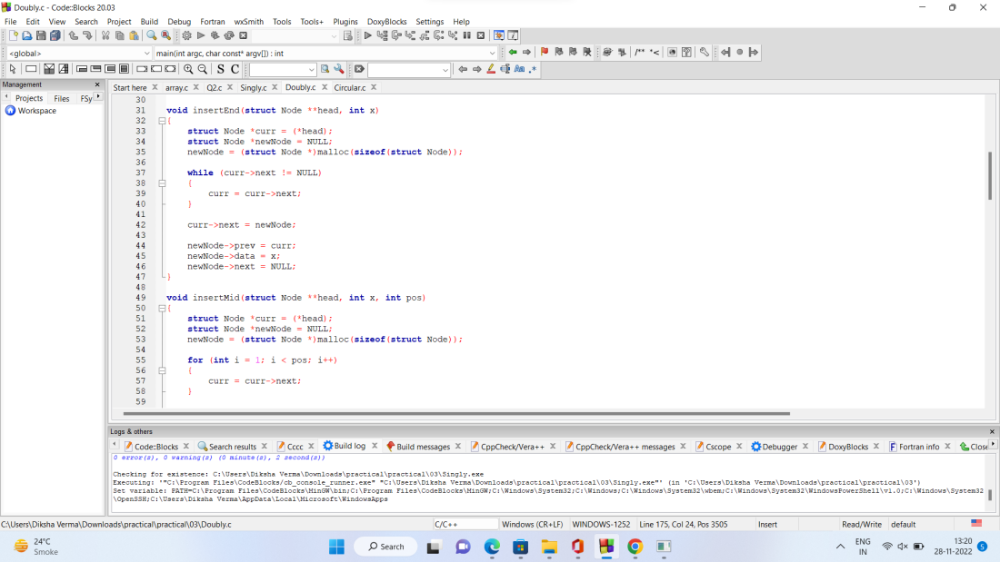 Doubly.c - Code::Blocks 20.03
File Edit View Search Project Build Debug Fortran wxSmith Tools Tools+ Plugins DoxyBlocks Settings Help
<global> main(int argc, char const* argv[]) : int
S C Aa .*
Management
Projects Files FSy
Workspace
Start here array.c Q2.c Singly.c Doubly.c Circular.c
30
31 void insertEnd(struct Node **head, int x)
32 {
33 struct Node *curr = (*head);
34 struct Node *newNode = NULL;
35 newNode = (struct Node *)malloc(sizeof(struct Node));
36
37 while (curr->next != NULL)
38 {
39 curr = curr->next;
40 }
41
42 curr->next = newNode;
43
44 newNode->prev = curr;
45 newNode->data = x;
46 newNode->next = NULL;
47 }
48
49 void insertMid(struct Node **head, int x, int pos)
50 {
51 struct Node *curr = (*head);
52 struct Node *newNode = NULL;
53 newNode = (struct Node *)malloc(sizeof(struct Node));
54
55 for (int i = 1; i < pos; i++)
56 {
57 curr = curr->next;
58 }
59
Logs & others
Code::Blocks Search results Cccc Build log Build messages CppCheck/Vera++ CppCheck/Vera++ messages Cscope Debugger DoxyBlocks Fortran info Close
0 error(s), 0 warning(s) (0 minute(s), 2 second(s))
Checking for existence: C:\Users\Diksha Verma\Downloads\practical\practical\03\Singly.exe
Executing: '"C:\Program Files\CodeBlocks/cb_console_runner.exe" "C:\Users\Diksha Verma\Downloads\practical\practical\03\Singly.exe"' (in 'C:\Users\Diksha Verma\Downloads\practical\practical\03')
Set variable: PATH=C:\Program Files\CodeBlocks\MinGW\bin;C:\Program Files\CodeBlocks\MinGW;C:\Windows\System32;C:\Windows;C:\Windows\System32\wbem;C:\Windows\System32\WindowsPowerShell\v1.0;C:\Windows\System32
\OpenSSH;C:\Users\Diksha Verma\AppData\Local\Microsoft\WindowsApps
C:\Users\Diksha Verma\Downloads\practical\practical\03\Doubly.c C/C++ Windows (CR+LF) WINDOWS-1252 Line 175, Col 24, Pos 3505 Insert Read/Write default
24°C
Smoke
Search
ENG
IN
13:20
28-11-2022
5